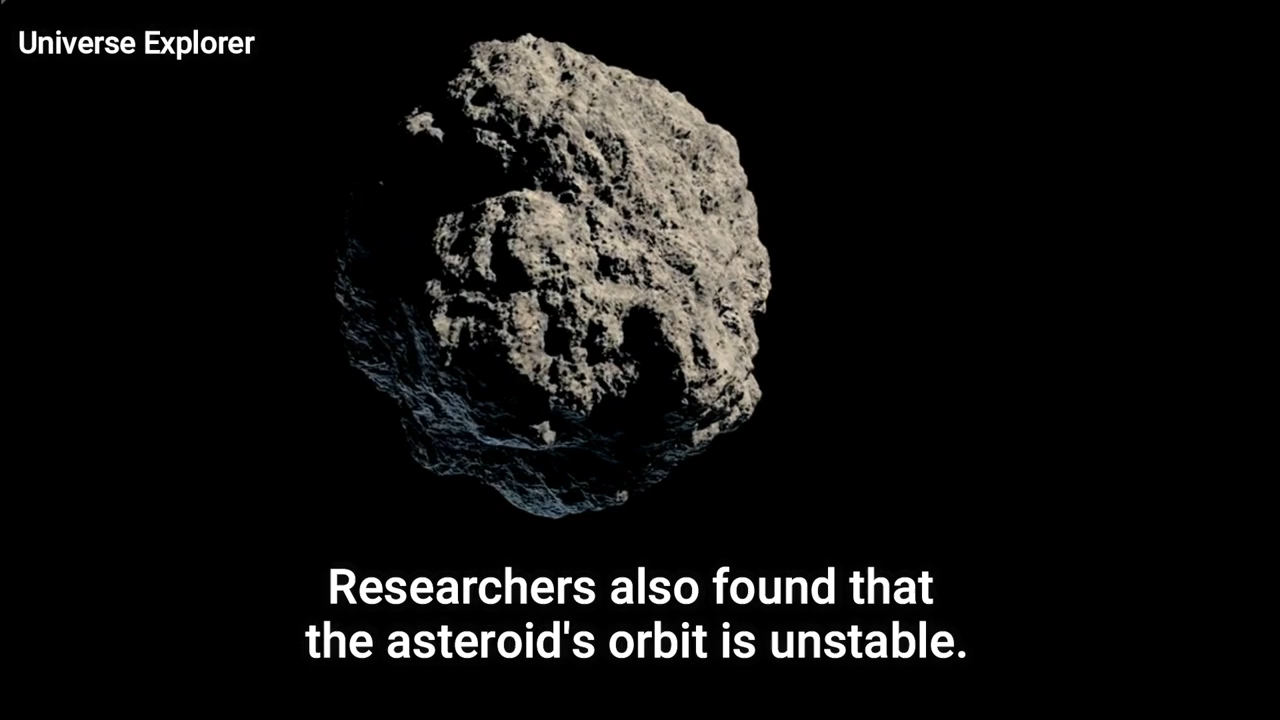 Universe Explorer
Researchers also found that
the asteroid's orbit is unstable.